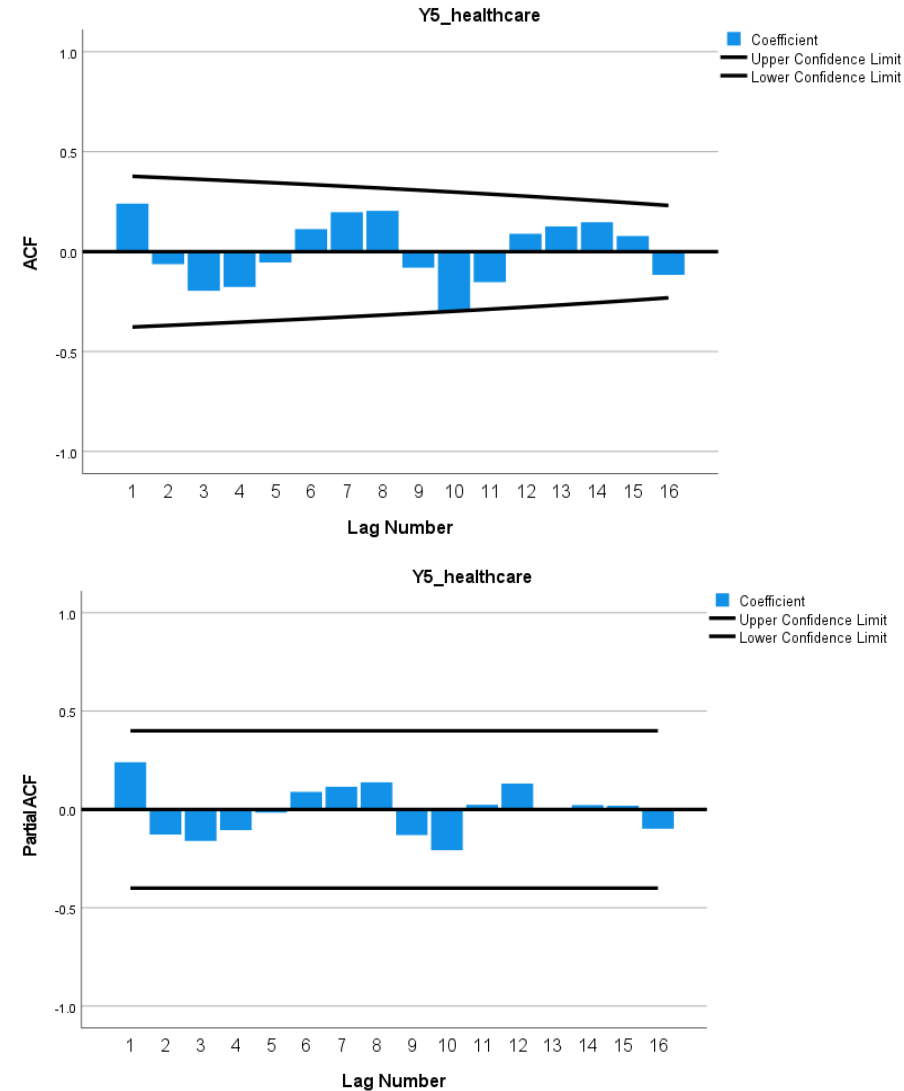 Y5_healthcare
Coefficient
Upper Confidence Limit
Lower Confidence Limit
1.0
0.5
0.0
-0.5
-1.0
ACF
1 2 3 4 5 6 7 8 9 10 11 12 13 14 15 16
Lag Number
Y5_healthcare
Coefficient
Upper Confidence Limit
Lower Confidence Limit
1.0
0.5
0.0
-0.5
-1.0
Partial ACF
1 2 3 4 5 6 7 8 9 10 11 12 13 14 15 16
Lag Number